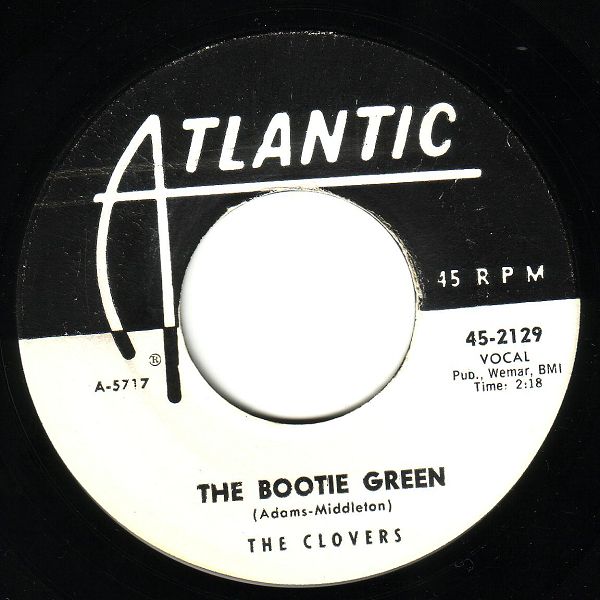 ATLANTIC
45 RPM
®
A-5717
45-2129
VOCAL
Pub., Wemar, BMI
Time: 2:18
THE BOOTIE GREEN
(Adams-Middleton)
THE CLOVERS